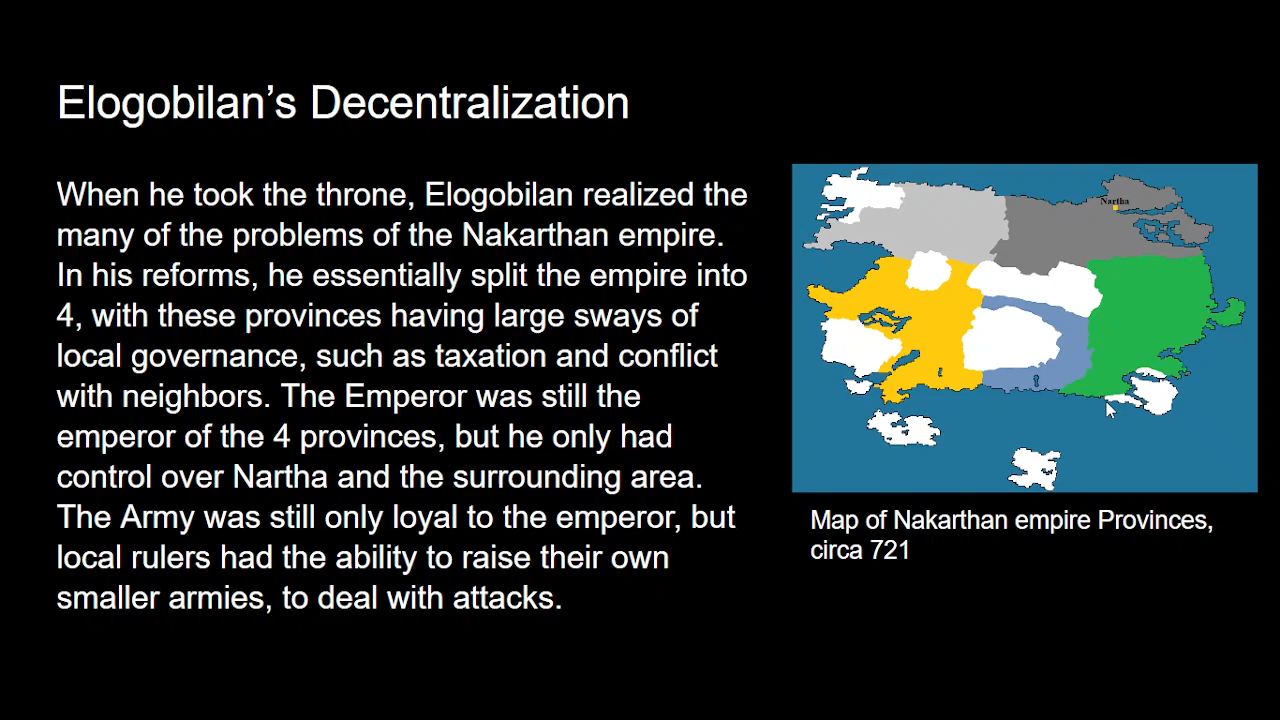 Elogobilan’s Decentralization
When he took the throne, Elogobilan realized the
many of the problems of the Nakarthan empire.
In his reforms, he essentially split the empire into
4, with these provinces having large sways of
local governance, such as taxation and conflict
with neighbors. The Emperor was still the
emperor of the 4 provinces, but he only had
control over Nartha and the surrounding area.
The Army was still only loyal to the emperor, but
local rulers had the ability to raise their own
smaller armies, to deal with attacks.
Nartha
Map of Nakarthan empire Provinces,
circa 721